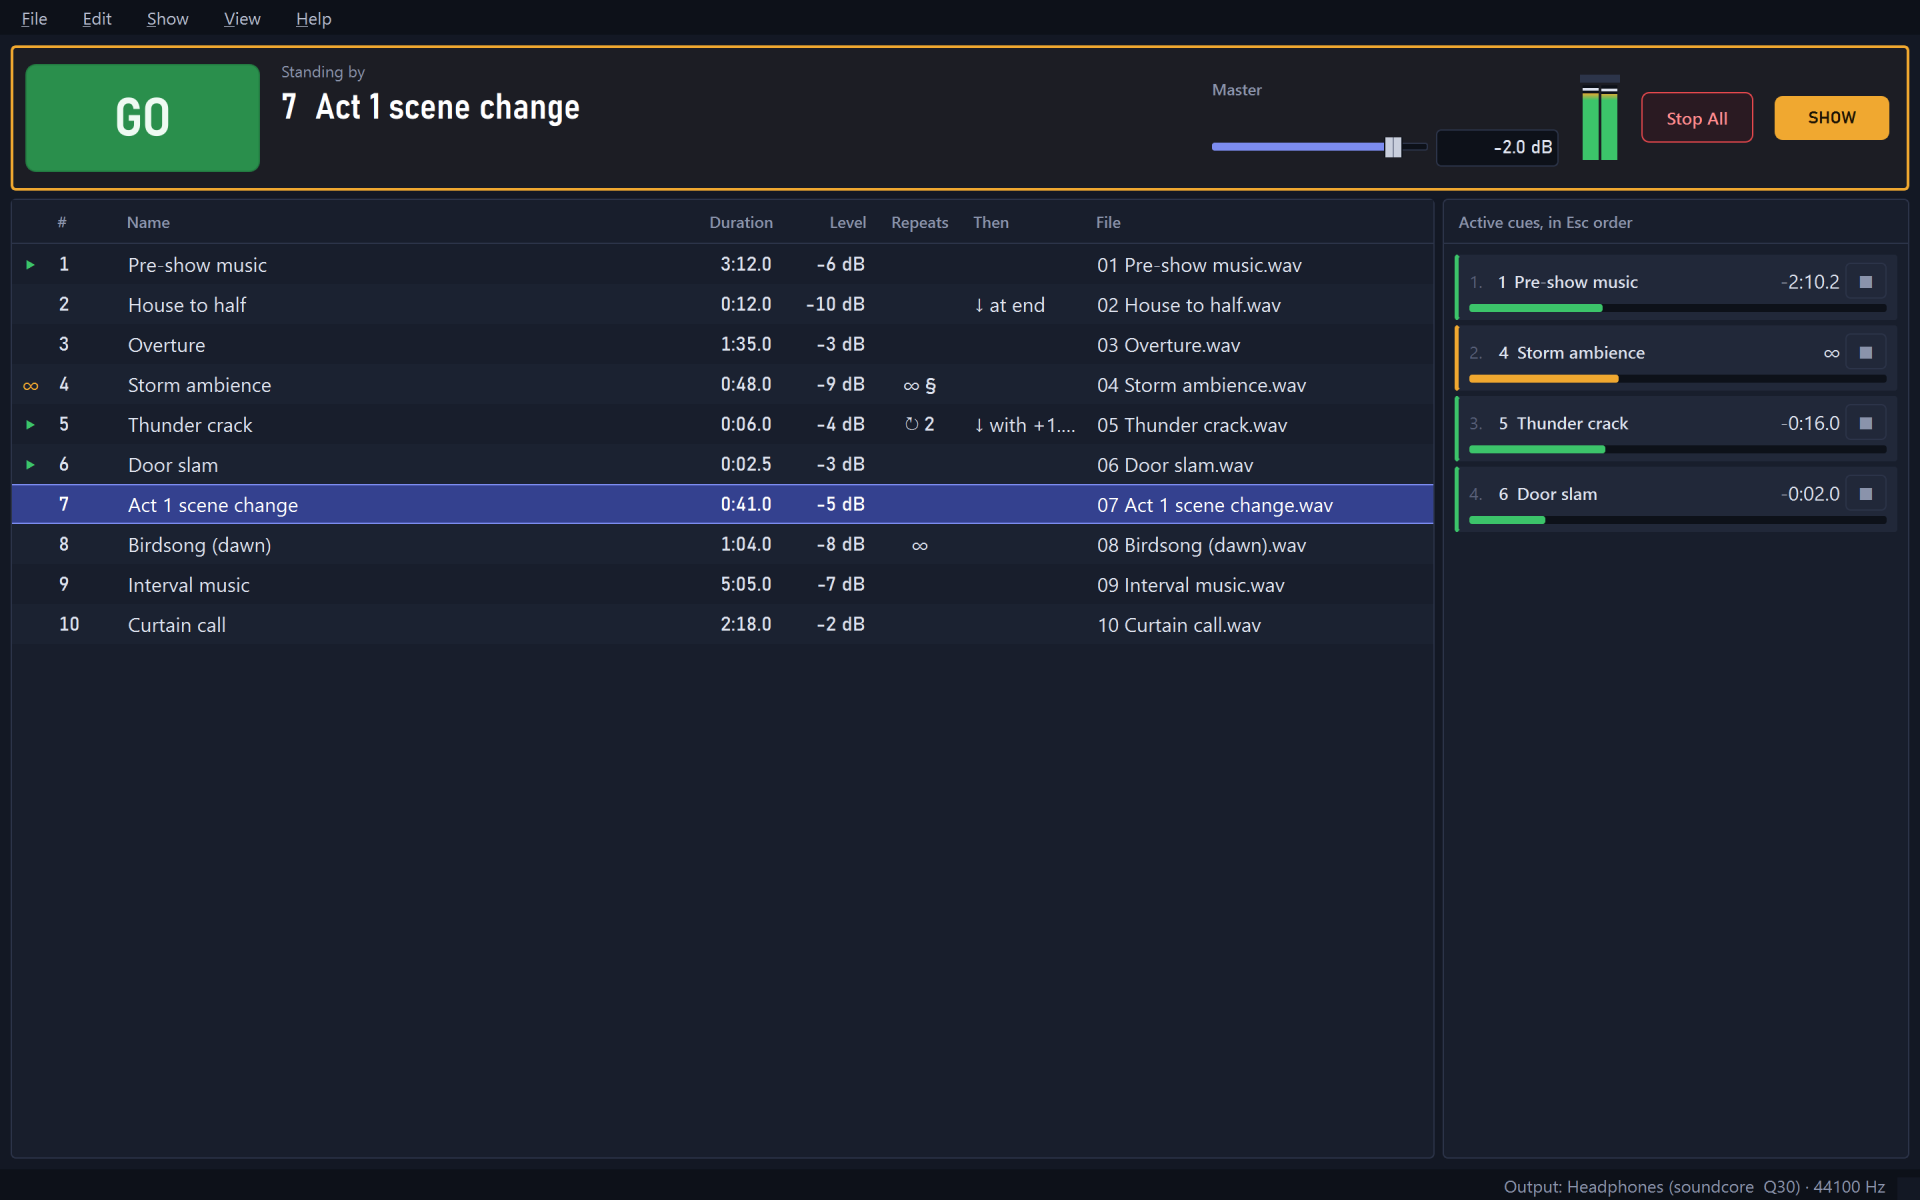 File Edit Show View Help
GO
Standing by
7 Act 1 scene change
Master
-2.0 dB
Stop All
SHOW
# Name Duration Level Repeats Then File
▶ 1 Pre-show music 3:12.0 -6 dB 01 Pre-show music.wav
2 House to half 0:12.0 -10 dB ↓ at end 02 House to half.wav
3 Overture 1:35.0 -3 dB 03 Overture.wav
∞ 4 Storm ambience 0:48.0 -9 dB ∞ § 04 Storm ambience.wav
▶ 5 Thunder crack 0:06.0 -4 dB ↻ 2 ↓ with +1.... 05 Thunder crack.wav
▶ 6 Door slam 0:02.5 -3 dB 06 Door slam.wav
7 Act 1 scene change 0:41.0 -5 dB 07 Act 1 scene change.wav
8 Birdsong (dawn) 1:04.0 -8 dB ∞ 08 Birdsong (dawn).wav
9 Interval music 5:05.0 -7 dB 09 Interval music.wav
10 Curtain call 2:18.0 -2 dB 10 Curtain call.wav
Active cues, in Esc order
1. 1 Pre-show music -2:10.2
2. 4 Storm ambience ∞
3. 5 Thunder crack -0:16.0
4. 6 Door slam -0:02.0
Output: Headphones (soundcore Q30) · 44100 Hz